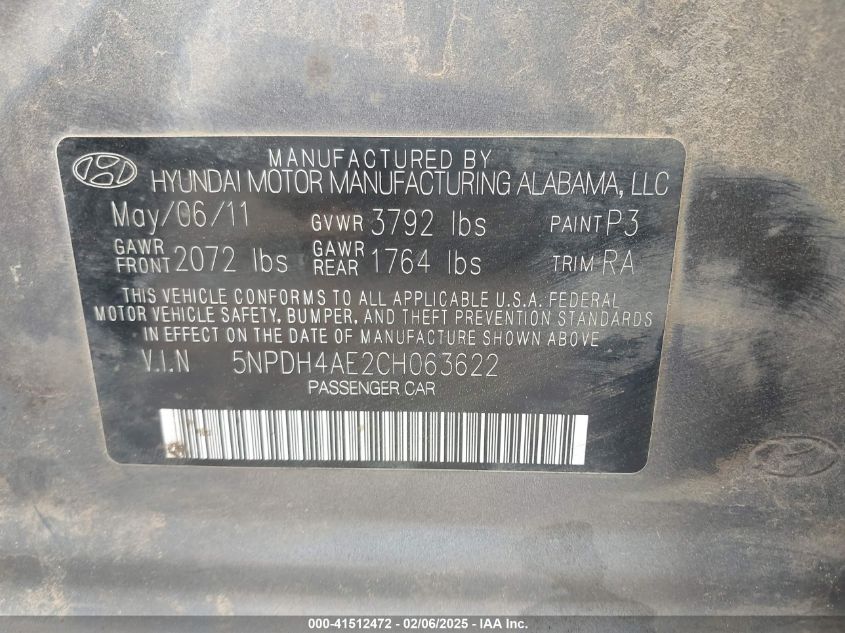 MANUFACTURED BY
HYUNDAI MOTOR MANUFACTURING ALABAMA, LLC
May/06/11 GVWR 3792 lbs PAINT P3
GAWR FRONT 2072 lbs GAWR REAR 1764 lbs TRIM RA
THIS VEHICLE CONFORMS TO ALL APPLICABLE U.S.A. FEDERAL
MOTOR VEHICLE SAFETY, BUMPER, AND THEFT PREVENTION STANDARDS
IN EFFECT ON THE DATE OF MANUFACTURE SHOWN ABOVE
V.I.N 5NPDH4AE2CH063622
PASSENGER CAR
000-41512472 - 02/06/2025 - IAA Inc.